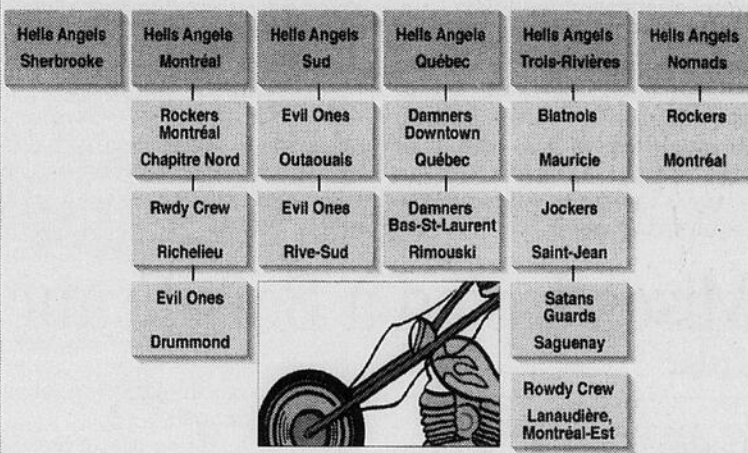 Hells Angels
Sherbrooke
Hells Angels
Montréal
Hells Angels
Sud
Hells Angels
Québec
Hells Angels
Trois-Rivières
Hells Angels
Nomads
Rockers
Montréal
Chapitre Nord
Evil Ones
Outaouais
Damners
Downtown
Québec
Blatnois
Mauricie
Rockers
Montréal
Rwdy Crew
Richelieu
Evil Ones
Rive-Sud
Damners
Bas-St-Laurent
Rimouski
Jockers
Saint-Jean
Evil Ones
Drummond
Satans
Guards
Saguenay
Rowdy Crew
Lanaudière,
Montréal-Est